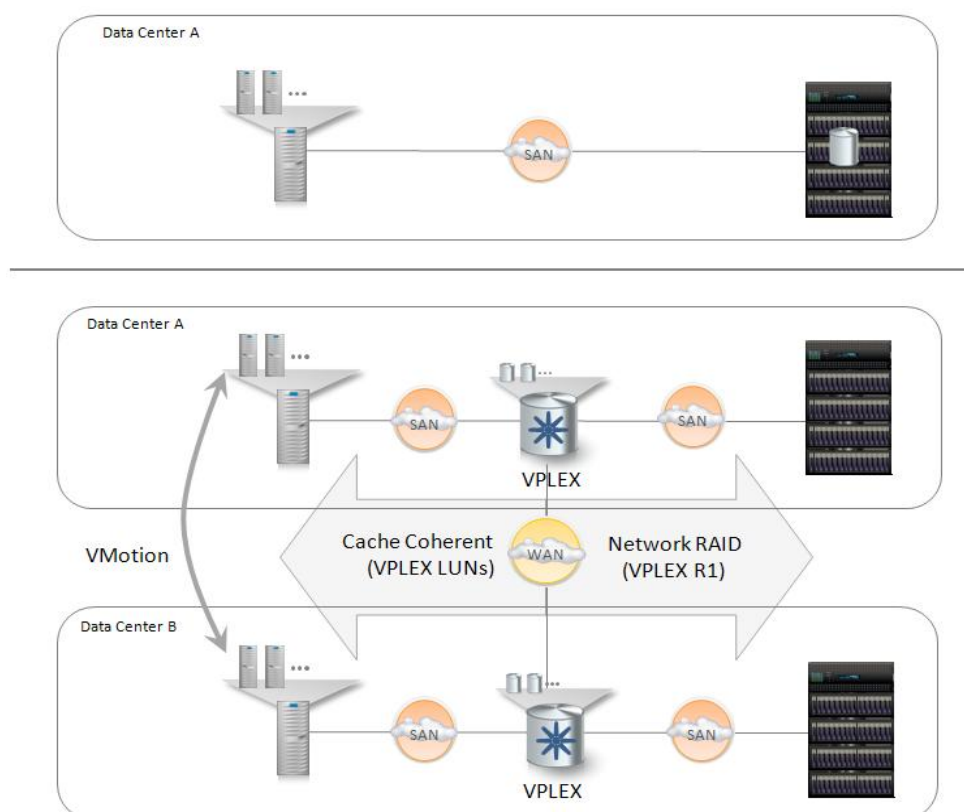 Data Center A
...
SAN
Data Center A
...
...
SAN
SAN
VPLEX
VMotion
Cache Coherent
(VPLEX LUNs)
WAN
Network RAID
(VPLEX R1)
Data Center B
...
...
SAN
SAN
VPLEX